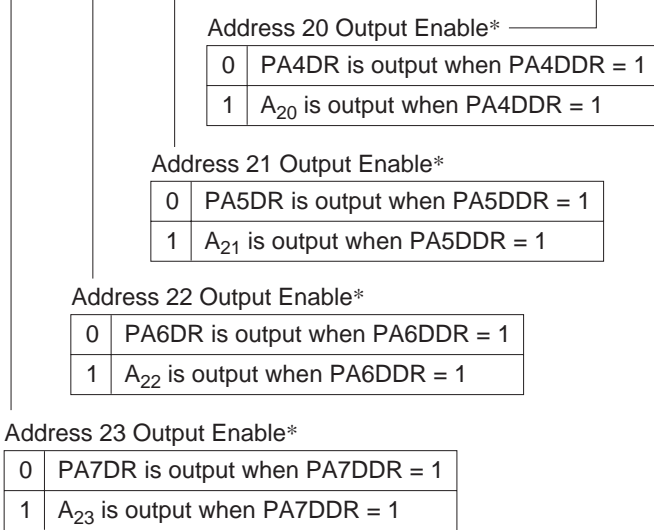 Address 20 Output Enable*
0 PA4DR is output when PA4DDR = 1
1 A₂₀ is output when PA4DDR = 1
Address 21 Output Enable*
0 PA5DR is output when PA5DDR = 1
1 A₂₁ is output when PA5DDR = 1
Address 22 Output Enable*
0 PA6DR is output when PA6DDR = 1
1 A₂₂ is output when PA6DDR = 1
Address 23 Output Enable*
0 PA7DR is output when PA7DDR = 1
1 A₂₃ is output when PA7DDR = 1